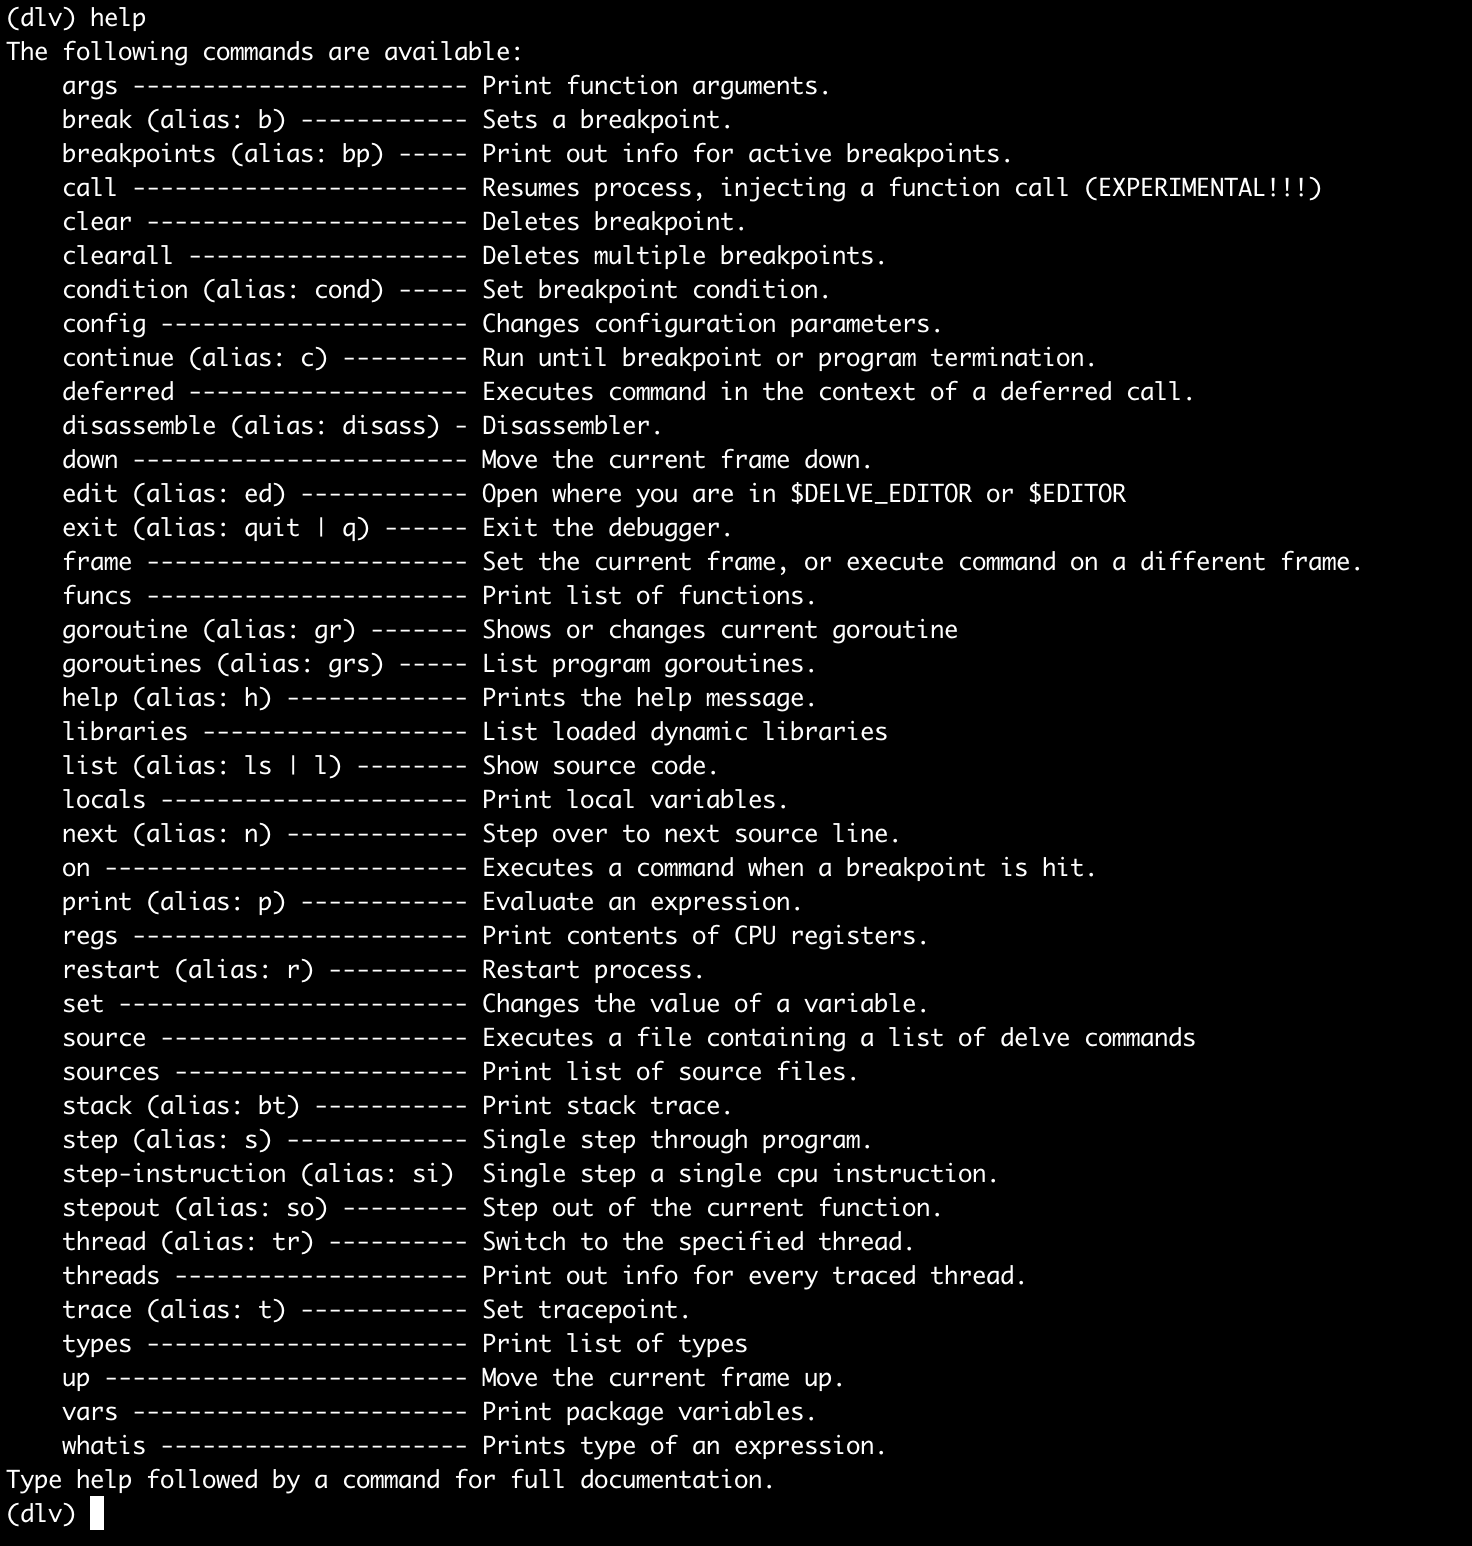 (dlv) help
The following commands are available:
    args ------------------------ Print function arguments.
    break (alias: b) ------------ Sets a breakpoint.
    breakpoints (alias: bp) ----- Print out info for active breakpoints.
    call ------------------------ Resumes process, injecting a function call (EXPERIMENTAL!!!)
    clear ----------------------- Deletes breakpoint.
    clearall -------------------- Deletes multiple breakpoints.
    condition (alias: cond) ----- Set breakpoint condition.
    config ---------------------- Changes configuration parameters.
    continue (alias: c) --------- Run until breakpoint or program termination.
    deferred -------------------- Executes command in the context of a deferred call.
    disassemble (alias: disass) - Disassembler.
    down ------------------------ Move the current frame down.
    edit (alias: ed) ------------ Open where you are in $DELVE_EDITOR or $EDITOR
    exit (alias: quit | q) ------ Exit the debugger.
    frame ----------------------- Set the current frame, or execute command on a different frame.
    funcs ----------------------- Print list of functions.
    goroutine (alias: gr) ------- Shows or changes current goroutine
    goroutines (alias: grs) ----- List program goroutines.
    help (alias: h) ------------- Prints the help message.
    libraries ------------------- List loaded dynamic libraries
    list (alias: ls | l) -------- Show source code.
    locals ---------------------- Print local variables.
    next (alias: n) ------------- Step over to next source line.
    on -------------------------- Executes a command when a breakpoint is hit.
    print (alias: p) ------------ Evaluate an expression.
    regs ------------------------ Print contents of CPU registers.
    restart (alias: r) ---------- Restart process.
    set ------------------------- Changes the value of a variable.
    source ---------------------- Executes a file containing a list of delve commands
    sources --------------------- Print list of source files.
    stack (alias: bt) ----------- Print stack trace.
    step (alias: s) ------------- Single step through program.
    step-instruction (alias: si)  Single step a single cpu instruction.
    stepout (alias: so) --------- Step out of the current function.
    thread (alias: tr) ---------- Switch to the specified thread.
    threads --------------------- Print out info for every traced thread.
    trace (alias: t) ------------ Set tracepoint.
    types ----------------------- Print list of types
    up -------------------------- Move the current frame up.
    vars ------------------------ Print package variables.
    whatis ---------------------- Prints type of an expression.
Type help followed by a command for full documentation.
(dlv)